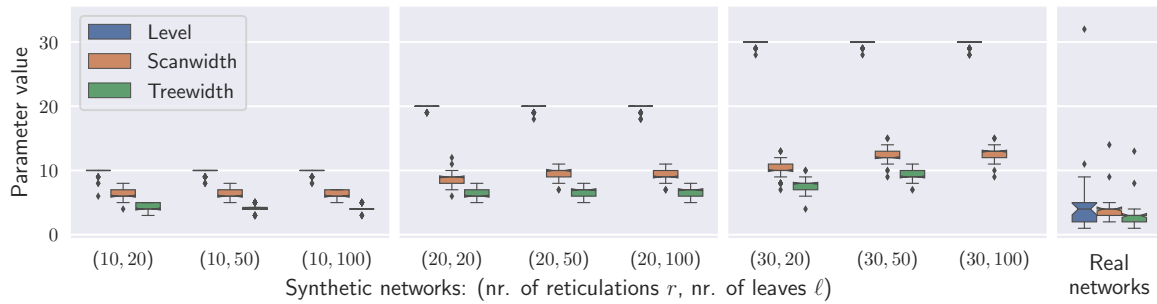 Parameter value
30
20
10
0
Level
Scanwidth
Treewidth
(10, 20) (10, 50) (10, 100) (20, 20) (20, 50) (20, 100) (30, 20) (30, 50) (30, 100) Real
networks
Synthetic networks: (nr. of reticulations r, nr. of leaves ℓ)